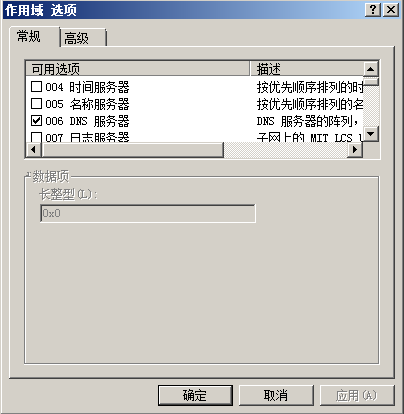 作用域 选项
常规
高级
可用选项
描述
004 时间服务器
按优先顺序排列的时
005 名称服务器
按优先顺序排列的名
006 DNS 服务器
DNS 服务器的阵列，
007 日志服务器
子网上的 MIT LCS U
数据项
长整型(L):
0x0
确定
取消
应用(A)